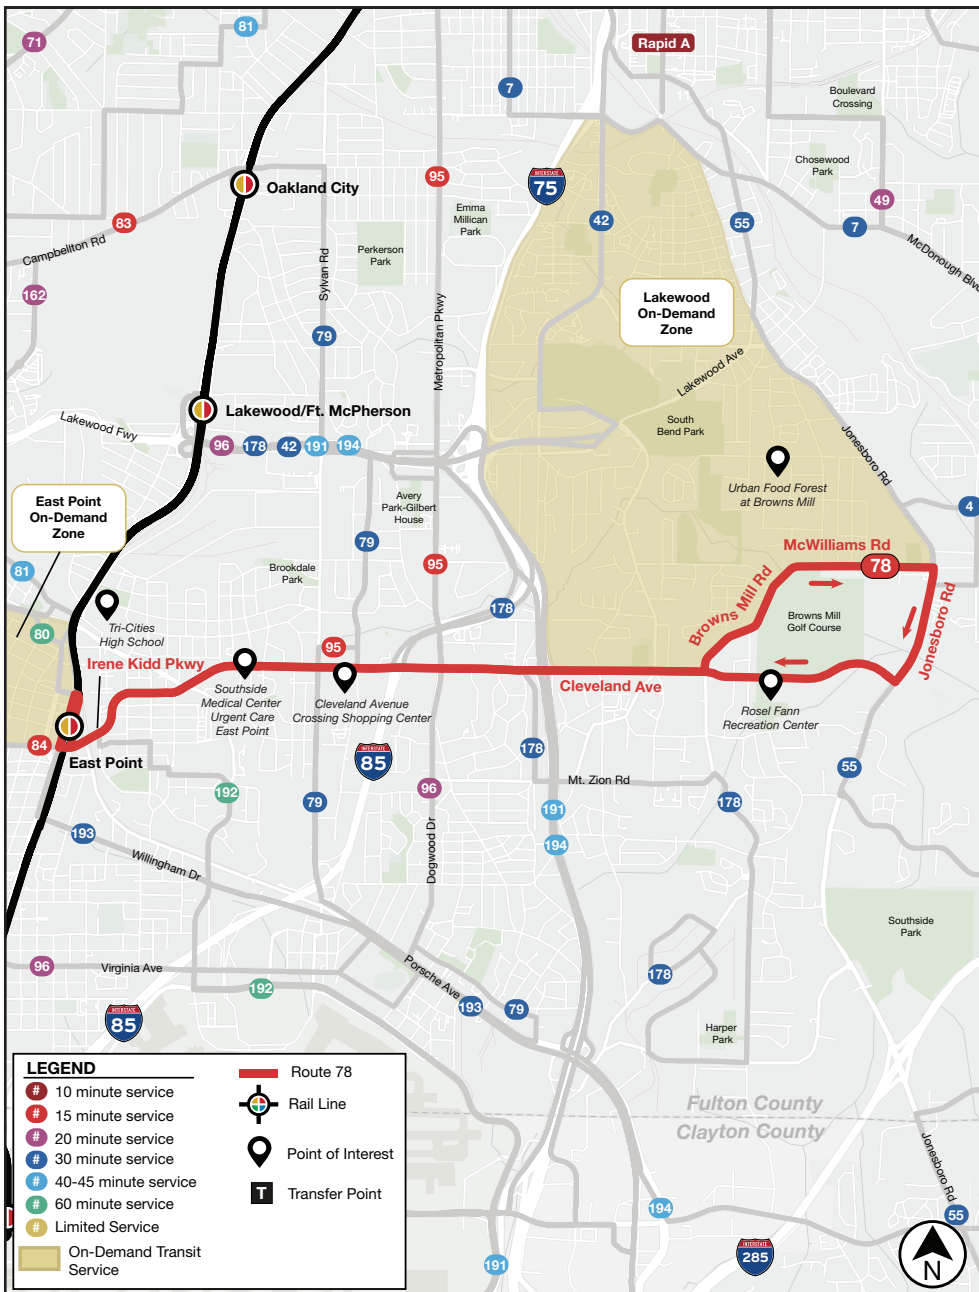 71
81
Rapid A
7
Boulevard
Crossing
Chosewood
Park
Oakland City
95
INTERSTATE
75
49
83
Campbellton Rd
Emma
Millican
Park
42
55
7
McDonough Blvd
Perkerson
Park
Sylvan Rd
162
Metropolitan Pkwy
Lakewood
On-Demand
Zone
79
Lakewood Ave
Lakewood/Ft. McPherson
Lakewood Fwy
96
178
42
191
194
South
Bend Park
Jonesboro Rd
Urban Food Forest
at Browns Mill
East Point
On-Demand
Zone
Avery
Park-Gilbert
House
4
79
McWilliams Rd
78
81
Brookdale
Park
95
178
Browns Mill Rd
Browns Mill
Golf Course
Jonesboro Rd
80
Tri-Cities
High School
95
Irene Kidd Pkwy
Cleveland Ave
Southside
Medical Center
Urgent Care
East Point
Cleveland Avenue
Crossing Shopping Center
Rosel Fann
Recreation Center
84
East Point
INTERSTATE
85
178
Mt. Zion Rd
55
192
79
96
178
191
193
194
Willingham Dr
Dogwood Dr
Southside
Park
96
Virginia Ave
Porsche Ave
178
192
193
79
INTERSTATE
85
Harper
Park
LEGEND
# 10 minute service
# 15 minute service
# 20 minute service
# 30 minute service
# 40-45 minute service
# 60 minute service
# Limited Service
On-Demand Transit
Service
Route 78
Rail Line
Point of Interest
T Transfer Point
Fulton County
Clayton County
Jonesboro Rd
194
55
191
INTERSTATE
285
N